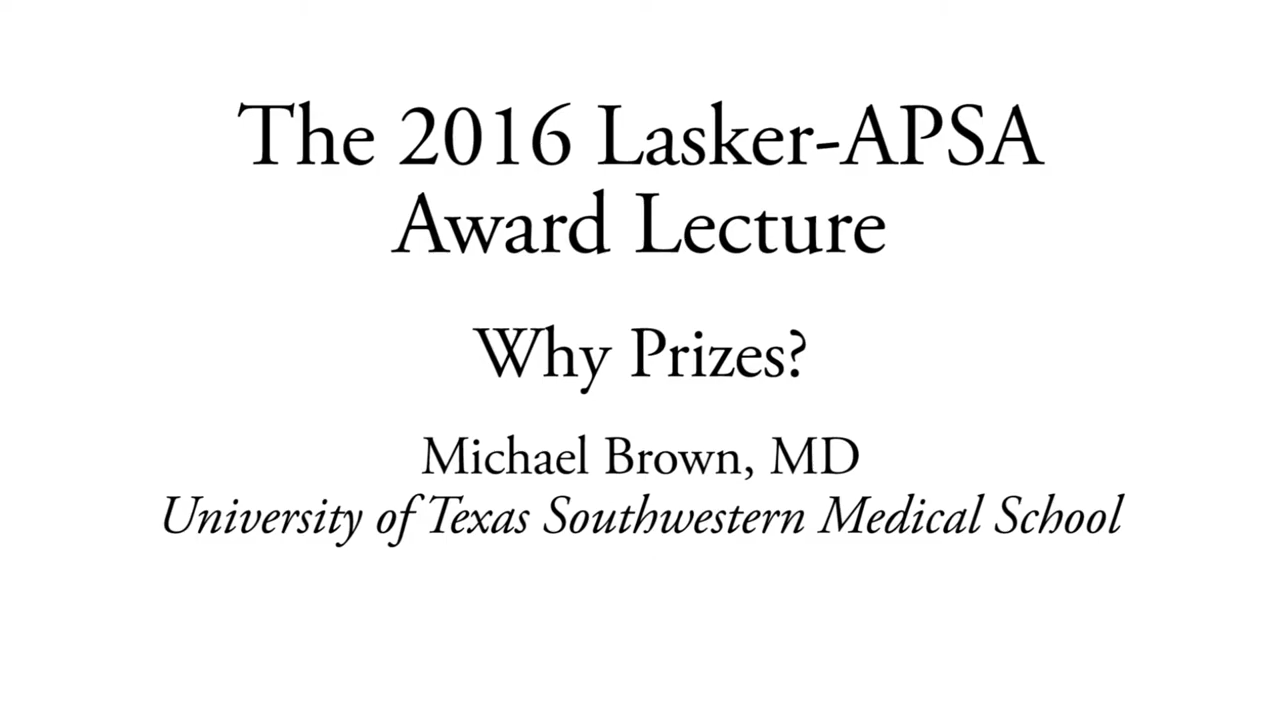 The 2016 Lasker-APSA
Award Lecture
Why Prizes?
Michael Brown, MD
University of Texas Southwestern Medical School